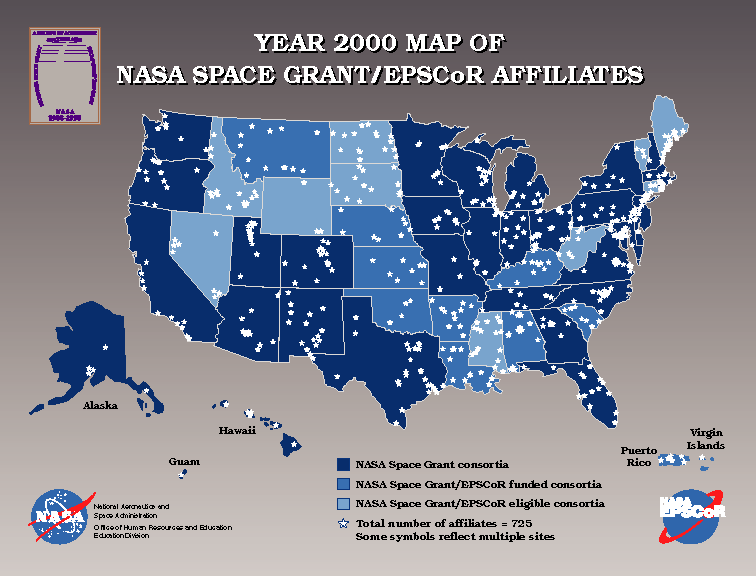 YEAR 2000 MAP OF
NASA SPACE GRANT/EPSCoR AFFILIATES
NASA
Alaska
Hawaii
Guam
Puerto
Rico
Virgin
Islands
NASA Space Grant consortia
NASA Space Grant/EPSCoR funded consortia
NASA Space Grant/EPSCoR eligible consortia
Total number of affiliates = 725
Some symbols reflect multiple sites
NASA
National Aeronautics and
Space Administration
Office of Human Resources and Education
Education Division
NASA
EPSCoR